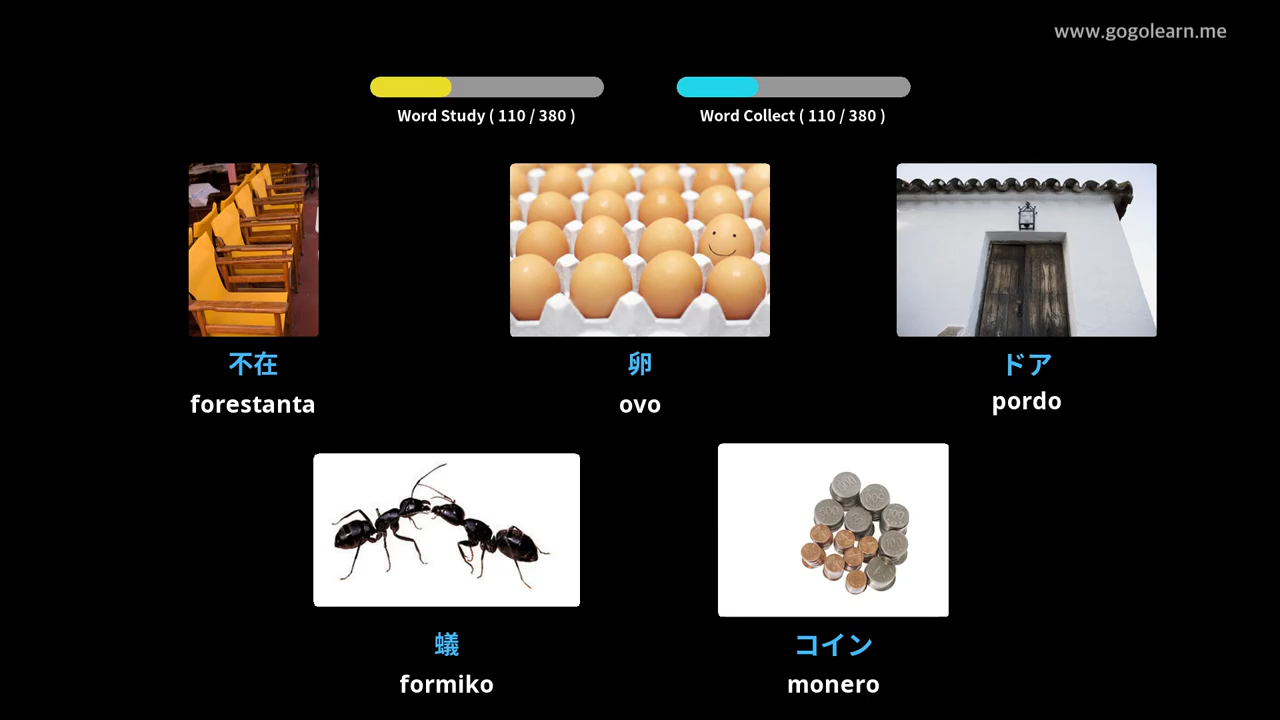 www.gogolearn.me
Word Study ( 110 / 380 )
Word Collect ( 110 / 380 )
不在
forestanta
卵
ovo
ドア
pordo
蟻
formiko
コイン
monero